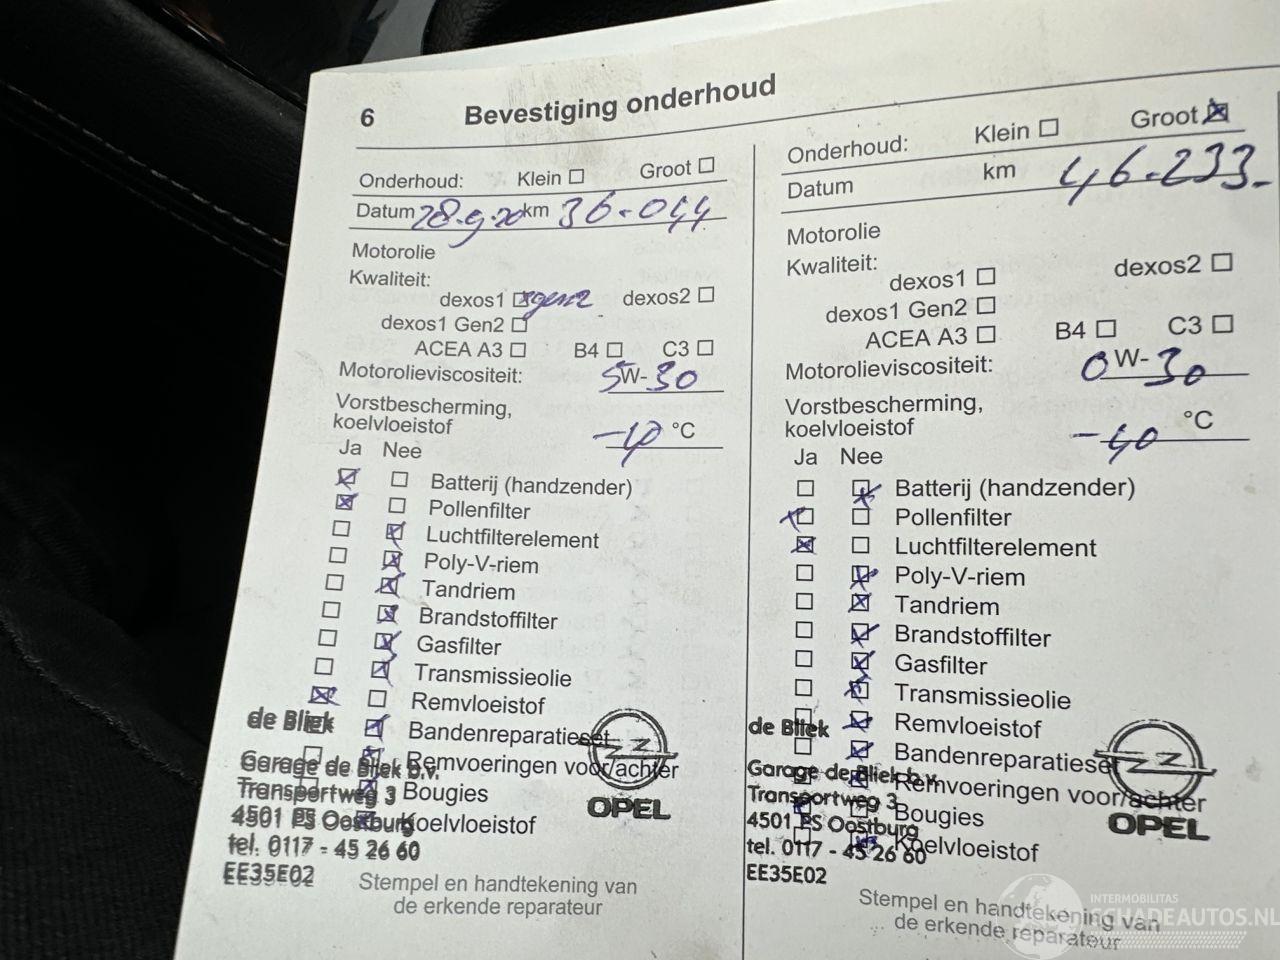 6 Bevestiging onderhoud
Onderhoud: Klein Groot
Datum 28-9-20 km 36.044
Motorolie
Kwaliteit:
dexos1 gen2 dexos2
dexos1 Gen2
ACEA A3 B4 C3
Motorolieviscositeit: 5W-30
Vorstbescherming,
koelvloeistof -40 °C
Ja Nee
Batterij (handzender)
Pollenfilter
Luchtfilterelement
Poly-V-riem
Tandriem
Brandstoffilter
Gasfilter
Transmissieolie
Remvloeistof
Bandenreparatieset
Remvoeringen voor/achter
Bougies
Koelvloeistof
de Bliek
Garage de Bliek b.v.
Transportweg 3
4501 PS Oostburg
tel. 0117 - 45 26 60
EE35E02
OPEL
Stempel en handtekening van
de erkende reparateur
Onderhoud: Klein Groot
Datum km 46.233-
Motorolie
Kwaliteit:
dexos1 dexos2
dexos1 Gen2
ACEA A3 B4 C3
Motorolieviscositeit: 0W-30
Vorstbescherming,
koelvloeistof -40 °C
Ja Nee
Batterij (handzender)
Pollenfilter
Luchtfilterelement
Poly-V-riem
Tandriem
Brandstoffilter
Gasfilter
Transmissieolie
Remvloeistof
Bandenreparatieset
Remvoeringen voor/achter
Bougies
Koelvloeistof
de Bliek
Garage de Bliek b.v.
Transportweg 3
4501 PS Oostburg
tel. 0117 - 45 26 60
EE35E02
OPEL
Stempel en handtekening van
de erkende reparateur
INTERMOBILITAS
SCHADEAUTOS.NL